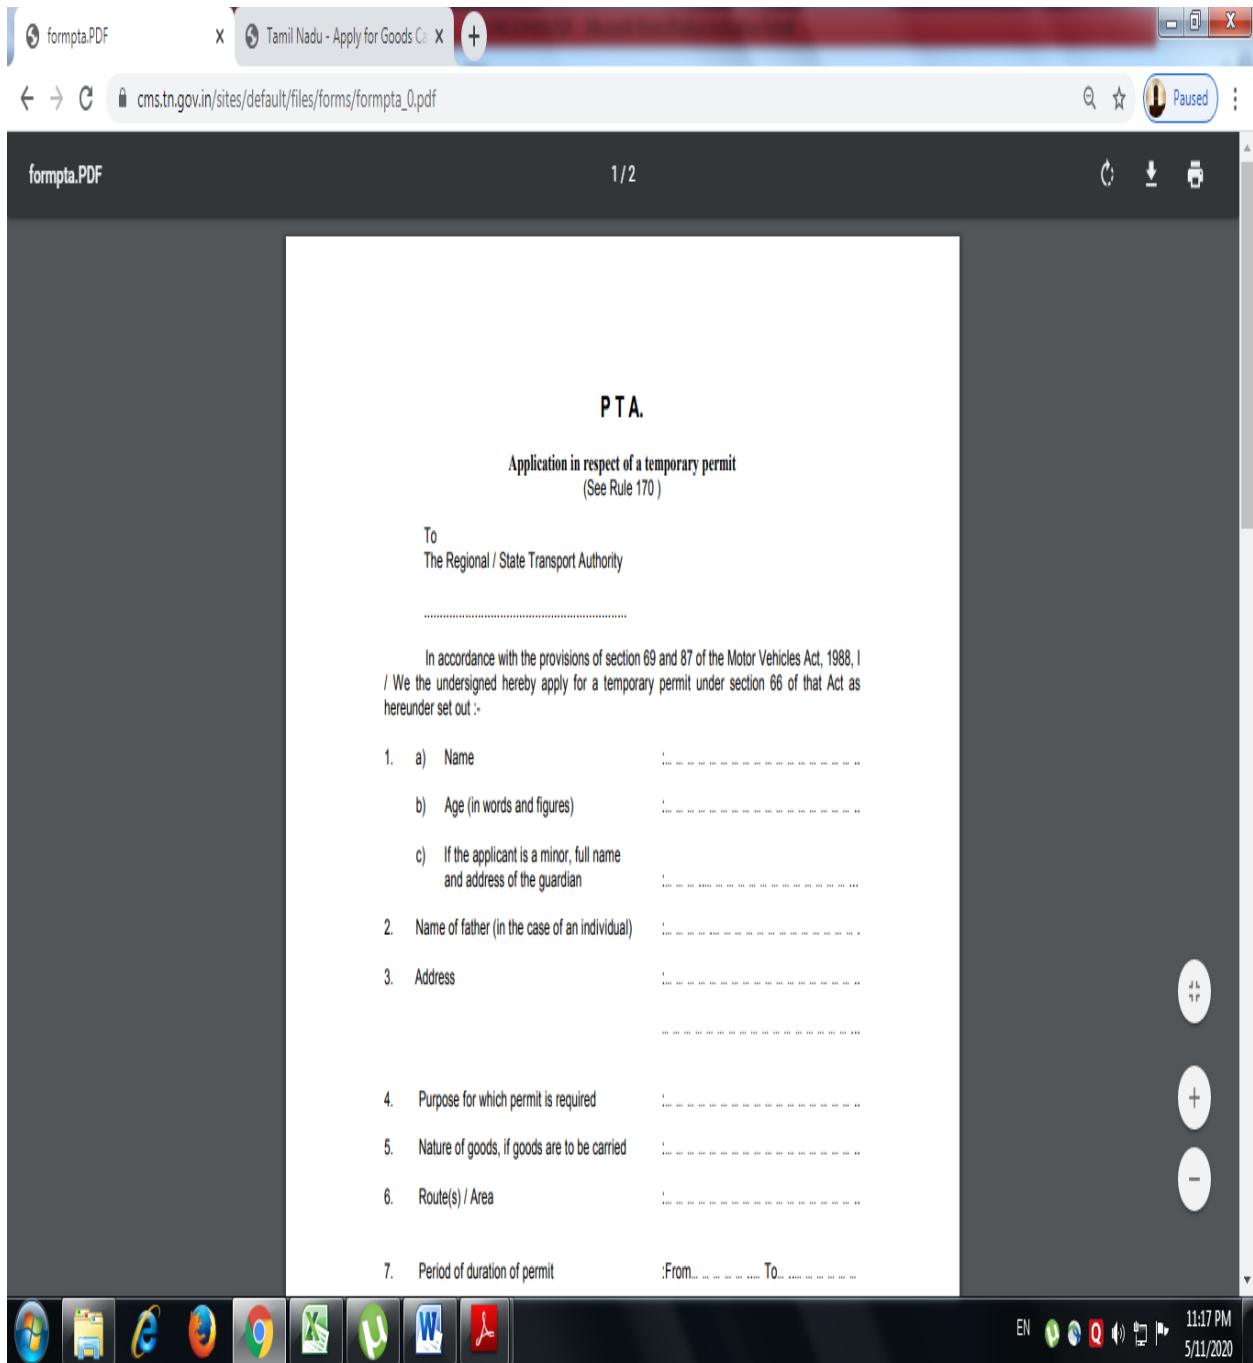 formpta.PDF
Tamil Nadu - Apply for Goods Ca
cms.tn.gov.in/sites/default/files/forms/formpta_0.pdf
Paused
formpta.PDF
1 / 2
P T A.
Application in respect of a temporary permit
(See Rule 170 )
To
The Regional / State Transport Authority
................................................................
In accordance with the provisions of section 69 and 87 of the Motor Vehicles Act, 1988, I
/ We the undersigned hereby apply for a temporary permit under section 66 of that Act as
hereunder set out :-
1. a) Name :... ... ... ... ... ... ... ... ... ... ... ... ... ... ... ... ... ..
b) Age (in words and figures) :... ... ... ... ... ... ... ... ... ... ... ... ... ... ... ... ... ..
c) If the applicant is a minor, full name
and address of the guardian :... ... ... ..... ... ... ... ... ... ... ... ... ... ... ... ... ...
2. Name of father (in the case of an individual) :... ... ... ... .... ... ... ... ... ... ... ... ... ... ... ... ... .
3. Address :... ... ... ... ... ... ... ... ... ... ... ... ... ... ... ... ... ..
... ... ... ... ... ... ... ... ... ... ... ... ... ... ... ... ... ...
4. Purpose for which permit is required :... ... ... ... ... ... ... ... ... ... ... ... ... ... ... ... ... ..
5. Nature of goods, if goods are to be carried :... ... ... ... ... ... ... ... ... ... ... ... ... ... ... ... ... ..
6. Route(s) / Area :... ... ... ... ... ... ... ... ... ... ... ... ... ... ... ... ... ..
7. Period of duration of permit :From... ... ... ... ... ..... To... ..... ... ... ... ... ...
EN
11:17 PM
5/11/2020